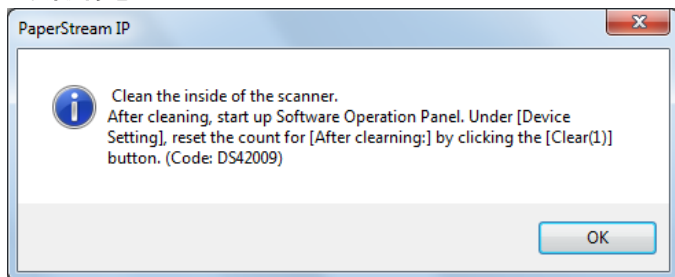 PaperStream IP
Clean the inside of the scanner.
After cleaning, start up Software Operation Panel. Under [Device
Setting], reset the count for [After clearning:] by clicking the [Clear(1)]
button. (Code: DS42009)
OK